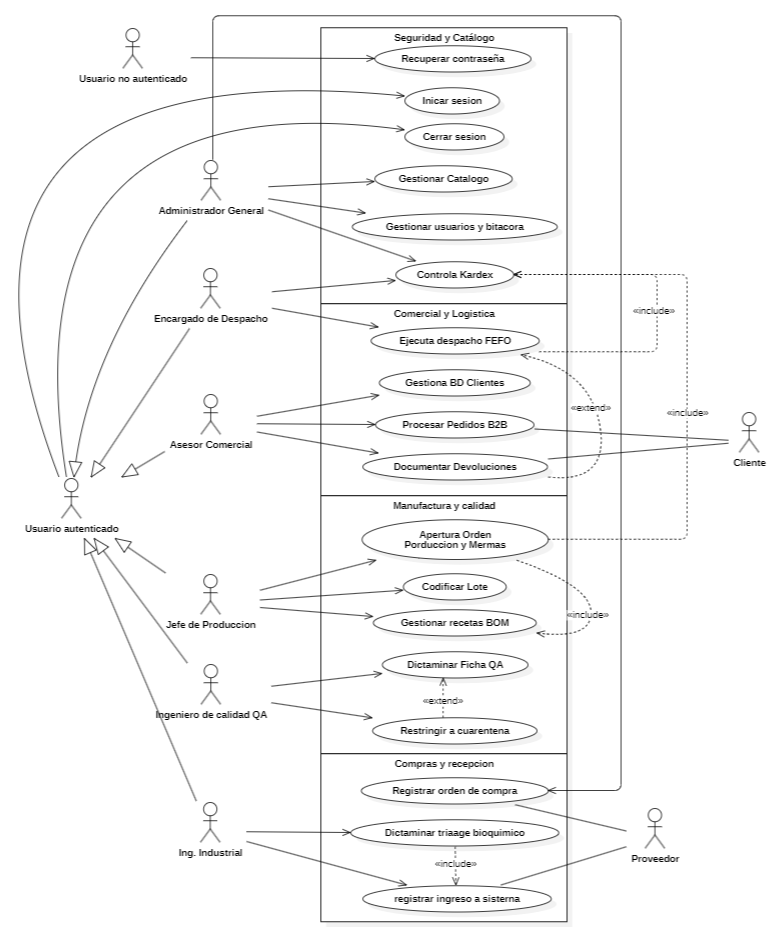 Seguridad y Catálogo
Usuario no autenticado
Recuperar contraseña
Inicar sesion
Cerrar sesion
Administrador General
Gestionar Catalogo
Gestionar usuarios y bitacora
Controla Kardex
Encargado de Despacho
Comercial y Logistica
«include»
Ejecuta despacho FEFO
Gestiona BD Clientes
«extend»
«include»
Asesor Comercial
Procesar Pedidos B2B
Documentar Devoluciones
Cliente
Usuario autenticado
Manufactura y calidad
Apertura Orden
Porduccion y Mermas
Codificar Lote
Jefe de Produccion
Gestionar recetas BOM
«include»
Dictaminar Ficha QA
«extend»
Ingeniero de calidad QA
Restringir a cuarentena
Compras y recepcion
Registrar orden de compra
Dictaminar triaage bioquimico
Ing. Industrial
Proveedor
«include»
registrar ingreso a sisterna